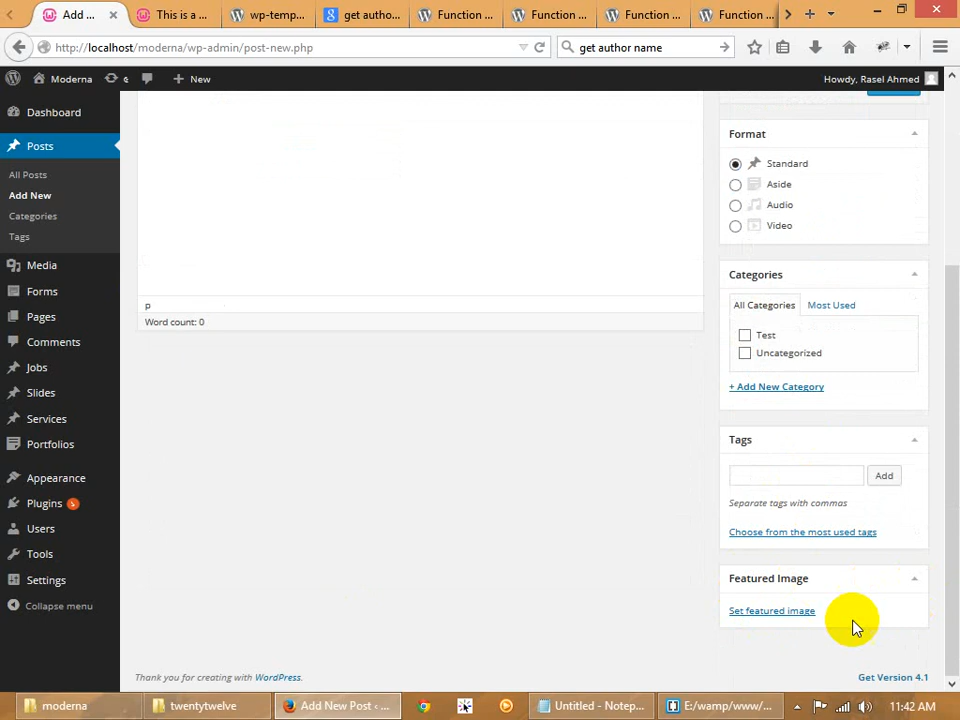 Add ...
This is a ...
wp-temp...
get autho...
Function ...
Function ...
Function ...
Function ...
http://localhost/moderna/wp-admin/post-new.php
get author name
Moderna
6
New
Howdy, Rasel Ahmed
Dashboard
Posts
All Posts
Add New
Categories
Tags
Media
Forms
Pages
Comments
Jobs
Slides
Services
Portfolios
Appearance
Plugins 5
Users
Tools
Settings
Collapse menu
p
Word count: 0
Format
Standard
Aside
Audio
Video
Categories
All Categories
Most Used
Test
Uncategorized
+ Add New Category
Tags
Add
Separate tags with commas
Choose from the most used tags
Featured Image
Set featured image
Thank you for creating with WordPress.
Get Version 4.1
moderna
twentytwelve
Add New Post ‹ ...
Untitled - Notep...
E:/wamp/www/...
11:42 AM